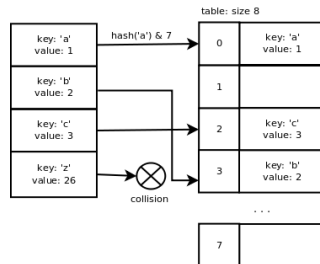 table: size 8
key: 'a'
value: 1
hash('a') & 7
0
key: 'a'
value: 1
key: 'b'
value: 2
1
key: 'c'
value: 3
2
key: 'c'
value: 3
key: 'z'
value: 26
collision
3
key: 'b'
value: 2
. . .
7